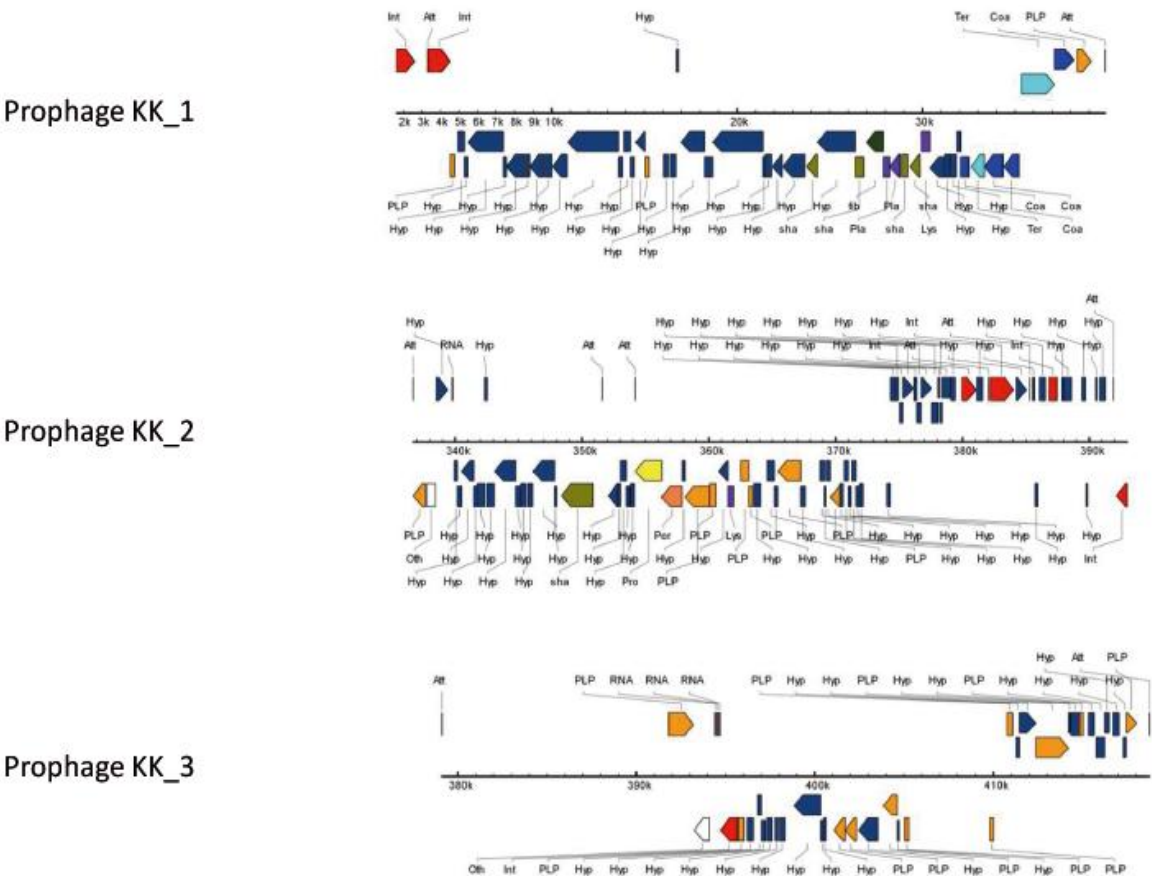 Int Att Int Hyp Ter Coa PLP Att
Prophage KK_1
2k 3k 4k 5k 6k 7k 8k 9k 10k 20k 30k
PLP Hyp Hyp Hyp Hyp Hyp Hyp PLP Hyp Hyp Hyp Hyp fib Pla sha Hyp Hyp Coa Coa
Hyp Hyp Hyp Hyp Hyp Hyp Hyp Hyp Hyp Hyp Hyp sha sha Pla sha Lys Hyp Hyp Ter Coa
Hyp Hyp
Att
Hyp Hyp Hyp Hyp Hyp Hyp Hyp Hyp Int Att Hyp Hyp Hyp Hyp
Att RNA Hyp Att Att Hyp Hyp Hyp Hyp Hyp Hyp Int Att Hyp Hyp Int Hyp Hyp
Prophage KK_2
340k 350k 360k 370k 380k 390k
PLP Hyp Hyp Hyp Hyp Hyp Hyp Por PLP Lys PLP Hyp PLP Hyp Hyp Hyp Hyp Hyp Hyp Hyp
Oth Hyp Hyp Hyp Hyp Hyp Hyp Hyp Hyp PLP Hyp Hyp Hyp Hyp PLP Hyp Hyp Hyp Hyp Int
Hyp Hyp Hyp Hyp sha Hyp Pro PLP
Hyp Att PLP
Att PLP RNA RNA RNA PLP Hyp Hyp PLP Hyp Hyp PLP Hyp Hyp Hyp Hyp
Prophage KK_3
380k 390k 400k 410k
Oth Int PLP Hyp Hyp Hyp Hyp Hyp Hyp Hyp Hyp Hyp PLP PLP Hyp PLP Hyp PLP PLP